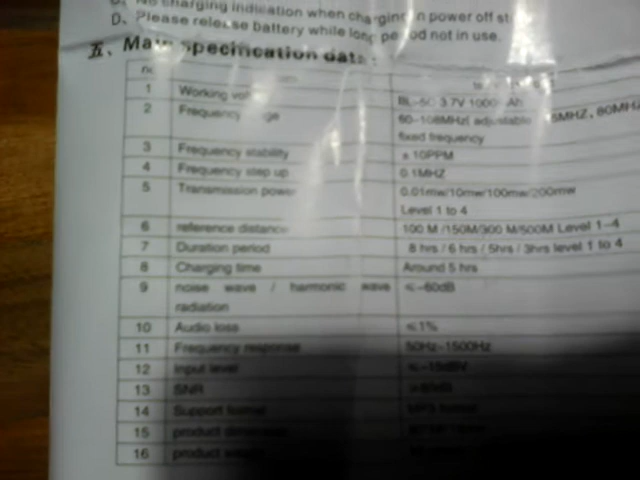 No charging indication when charging in power off st
D、Please release battery while long period not in use.
五、Main specification data:
no
1 Working BL-5C 3.7V 1000 Ah
2 Frequency 60-108MHz adjustable 5MHZ、80MHz
fixed frequency
3 Frequency stability ± 10PPM
4 Frequency step up 0.1MHZ
5 Transmission power 0.01mw/10mw/100mw/200mw
Level 1 to 4
6 reference distance 100 M /150M/300 M/500M Level 1-4
7 Duration period 8 hrs / 6 hrs / 5hrs / 3hrs level 1 to 4
8 Charging time Around 5 hrs
9 noise wave / harmonic wave ≤-60dB
radiation
10 Audio loss ≤1%
11 Frequency response 50Hz-1500Hz
12 Input level
13 SNR
14 Support format MP3 format
15 product
16 product